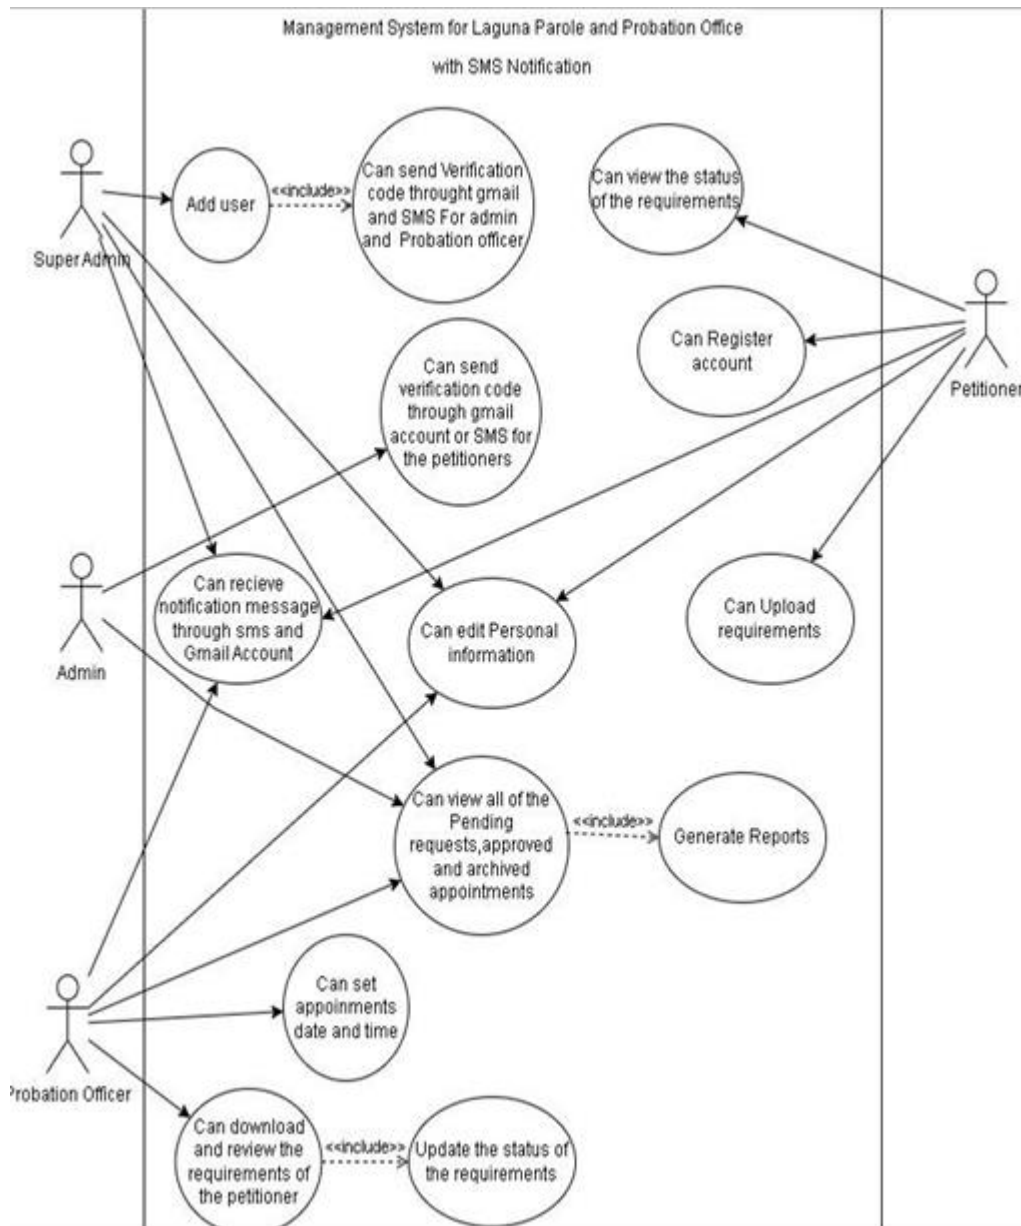 Management System for Laguna Parole and Probation Office
with SMS Notification
Super Admin
Add user
<<include>>
Can send Verification
code throught gmail
and SMS For admin
and Probation officer
Can view the status
of the requirements
Can Register
account
Petitioner
Can send
verification code
through gmail
account or SMS for
the petitioners
Admin
Can recieve
notification message
through sms and
Gmail Account
Can edit Personal
information
Can Upload
requirements
Can view all of the
Pending
requests,approved
and archived
appointments
<<include>>
Generate Reports
Can set
appoinments
date and time
Probation Officer
Can download
and review the
requirements of
the petitioner
<<include>>
Update the status of
the requirements